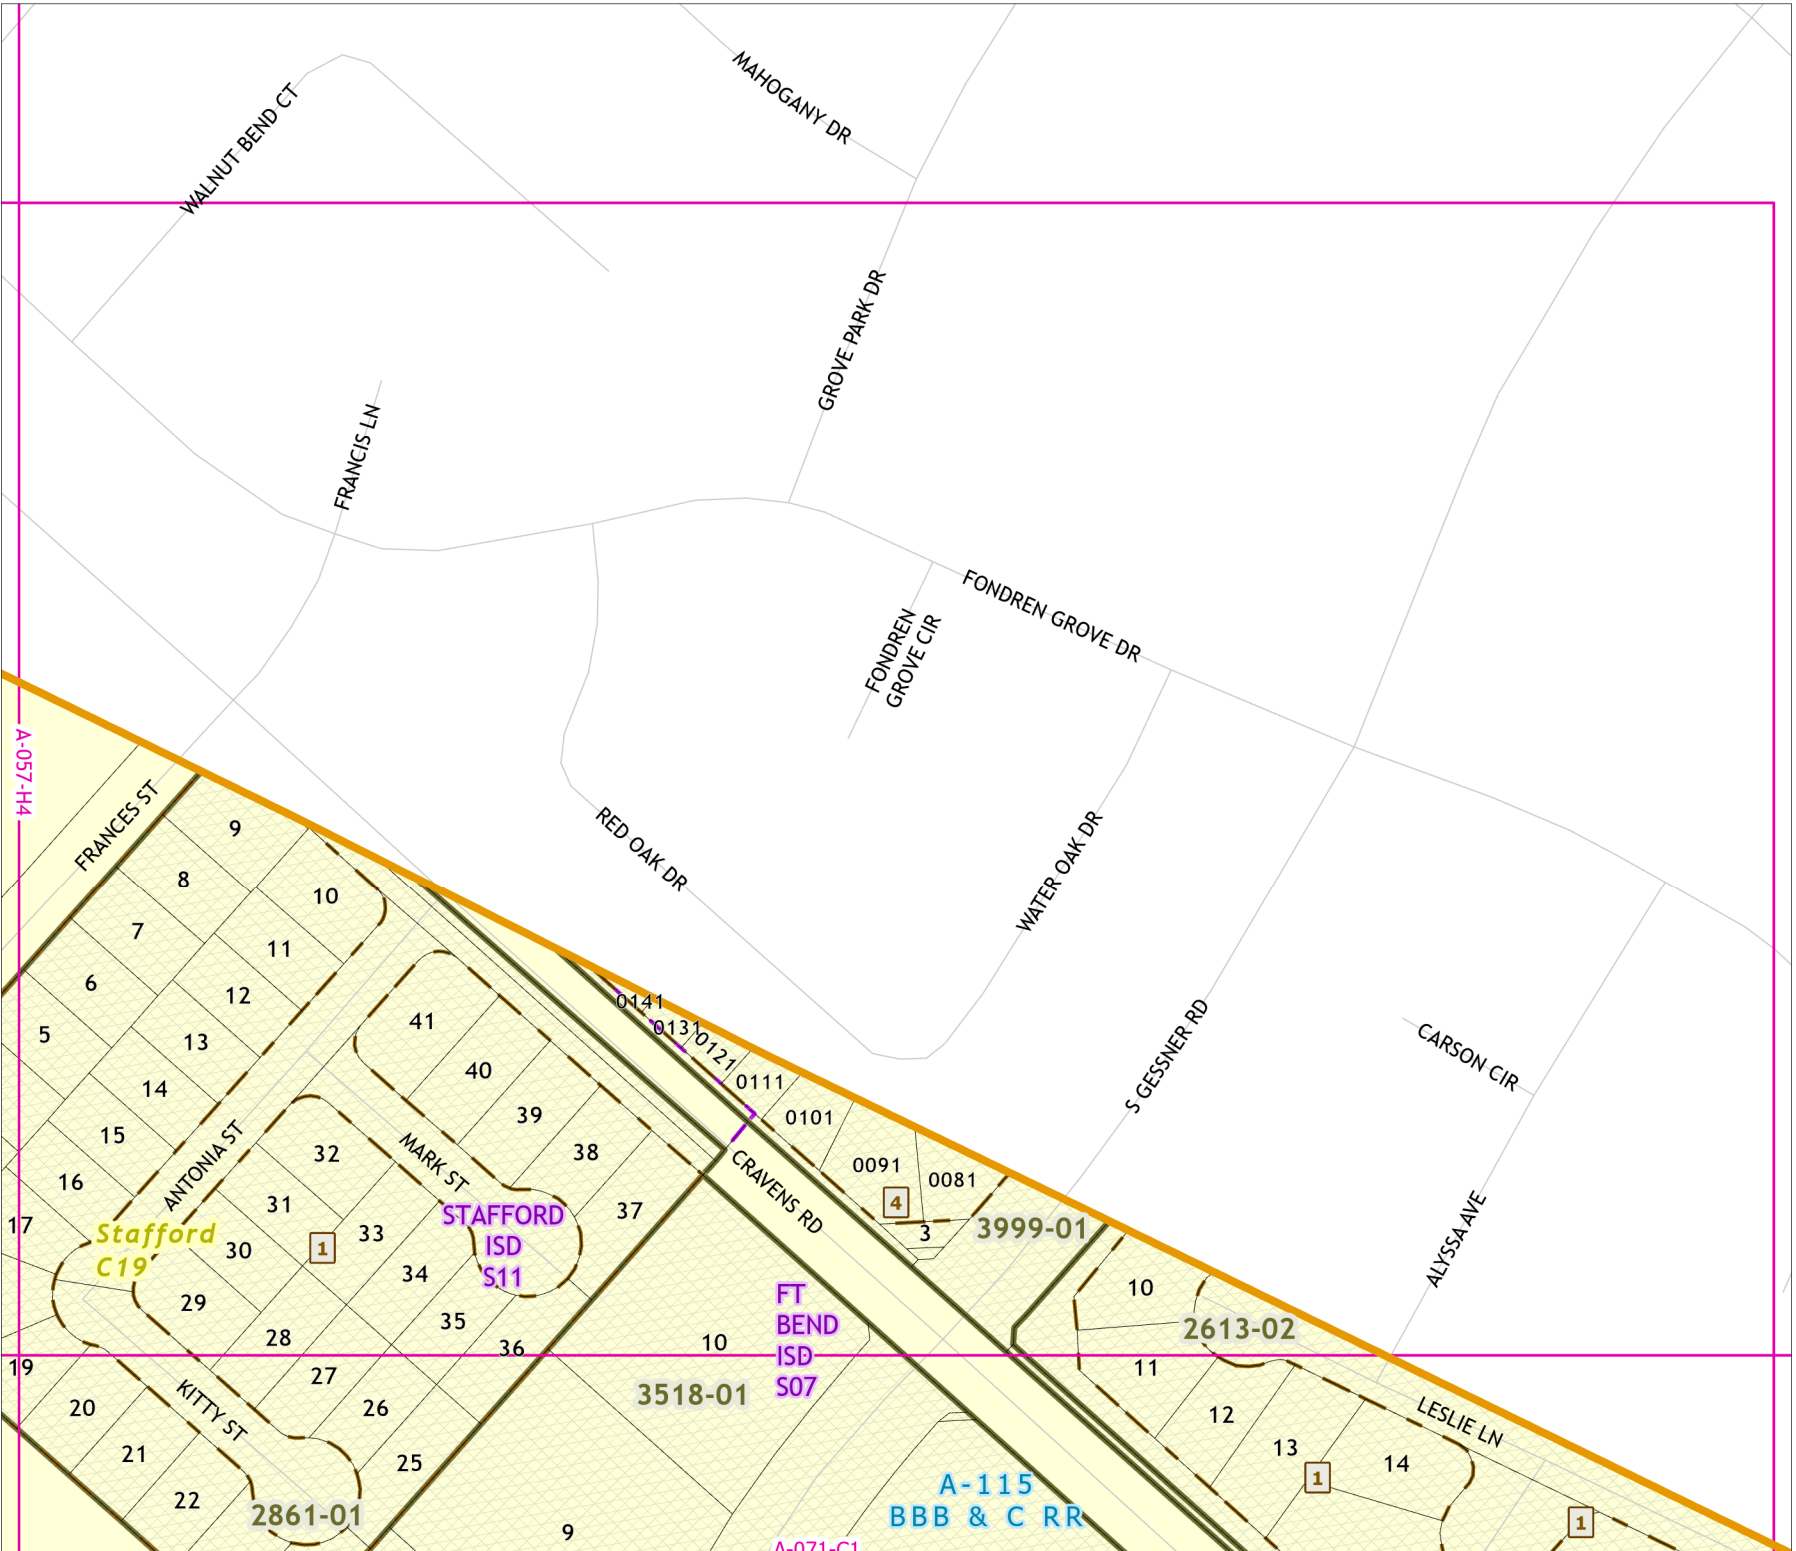 MAHOGANY DR
WALNUT BEND CT
GROVE PARK DR
FRANCIS LN
FONDREN GROVE DR
FONDREN
GROVE CIR
A-057-H4
FRANCES ST
RED OAK DR
WATER OAK DR
9
8
10
7
11
6
12
5
13
41
14
40
15
39
16
32
38
17
31
37
33
30
34
29
35
28
36
27
26
25
19
20
21
22
0141
0131
0121
0111
0101
0091
0081
4
3
3999-01
S GESSNER RD
CARSON CIR
ALYSSA AVE
ANTONIA ST
MARK ST
CRAVENS RD
Stafford
C19
1
STAFFORD
ISD
S11
FT
BEND
ISD
S07
10
3518-01
9
KITTY ST
2861-01
A-115
BBB & C RR
A-071-C1
10
2613-02
11
12
13
14
1
LESLIE LN
1